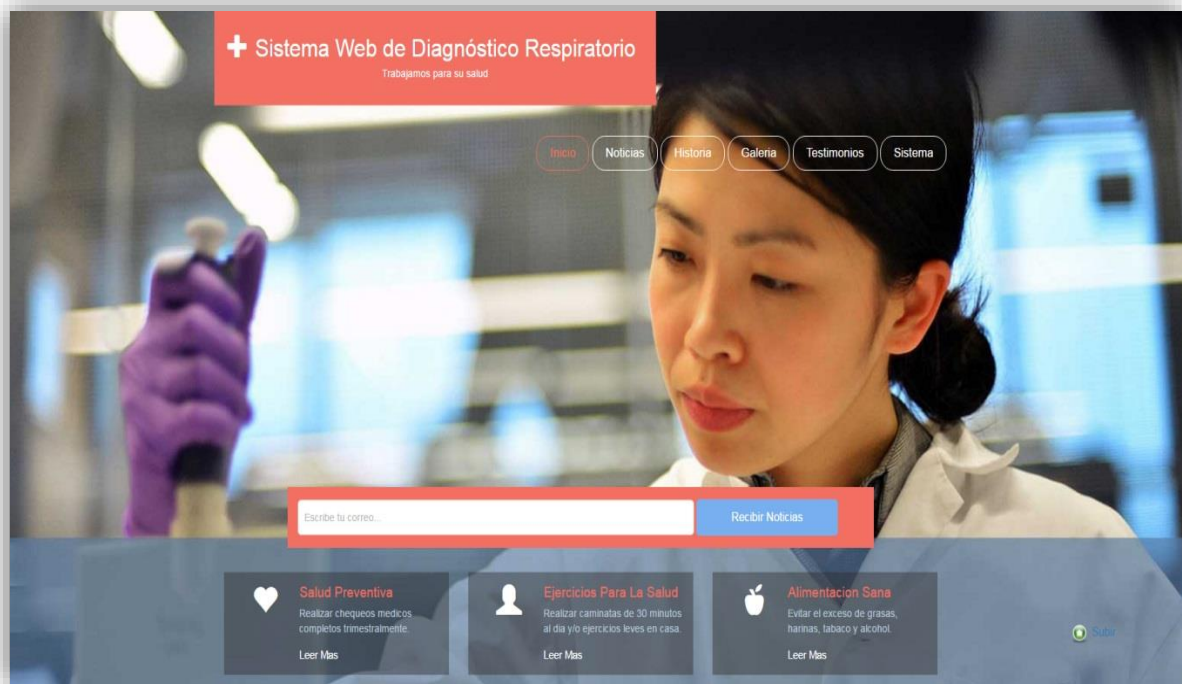 Sistema Web de Diagnóstico Respiratorio
Trabajamos para su salud
Inicio
Noticias
Historia
Galeria
Testimonios
Sistema
Escribe tu correo...
Recibir Noticias
Salud Preventiva
Realizar chequeos medicos
completos trimestralmente.
Leer Mas
Ejercicios Para La Salud
Realizar caminatas de 30 minutos
al dia y/o ejercicios leves en casa.
Leer Mas
Alimentacion Sana
Evitar el exceso de grasas,
harinas, tabaco y alcohol.
Leer Mas
Subir